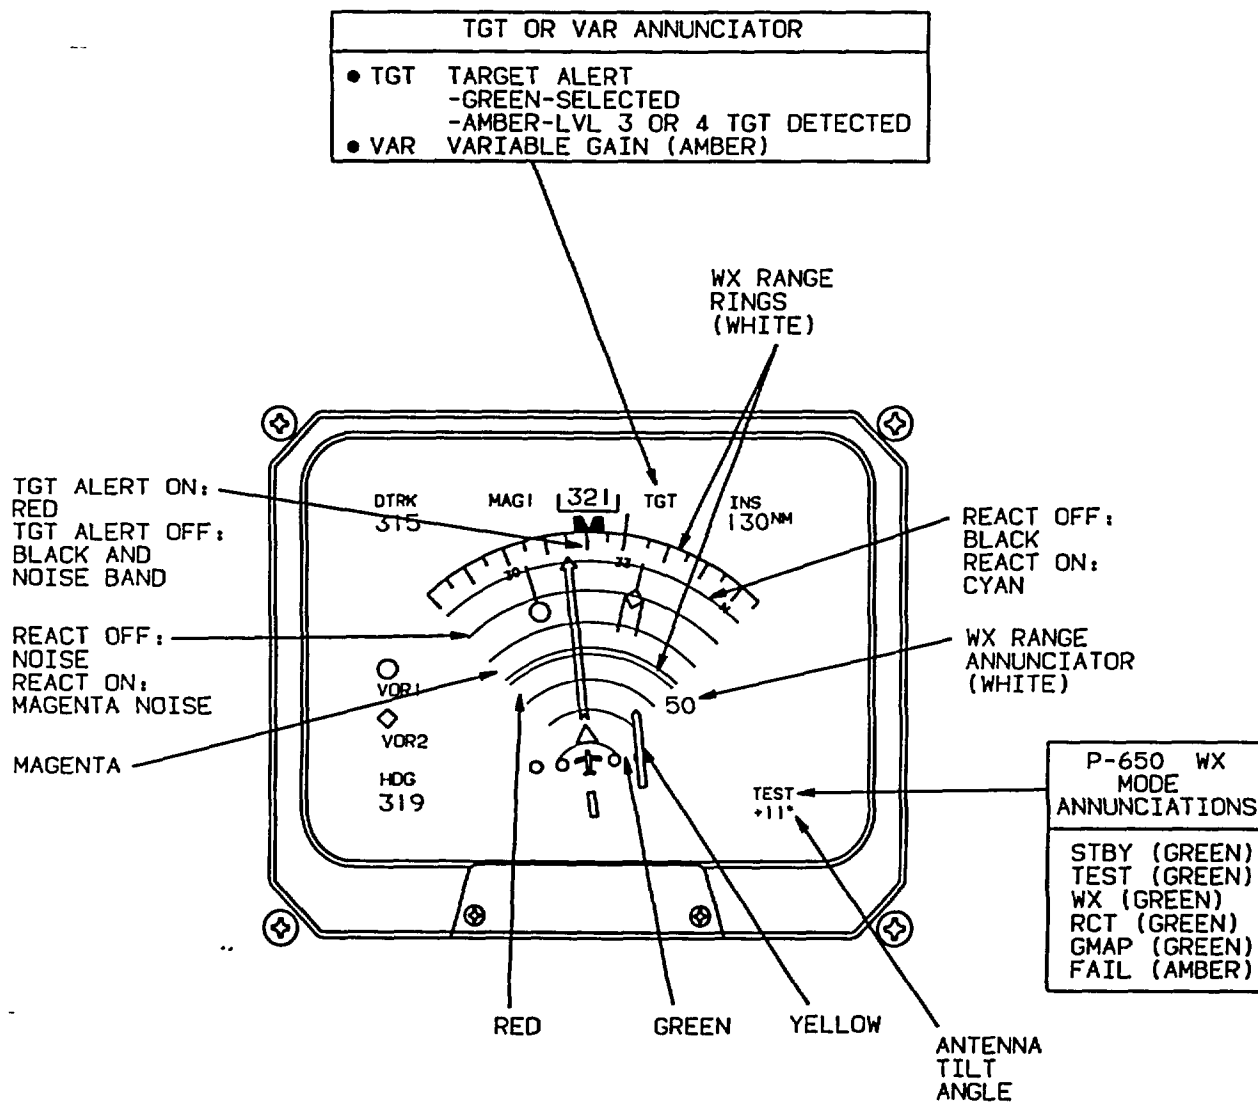 TGT OR VAR ANNUNCIATOR
• TGT TARGET ALERT
-GREEN-SELECTED
-AMBER-LVL 3 OR 4 TGT DETECTED
• VAR VARIABLE GAIN (AMBER)
WX RANGE
RINGS
(WHITE)
TGT ALERT ON:
RED
TGT ALERT OFF:
BLACK AND
NOISE BAND
REACT OFF:
NOISE
REACT ON:
MAGENTA NOISE
MAGENTA
DTRK
315
MAG1
321
TGT
INS
130NM
30
33
N
VOR1
VOR2
HDG
319
50
TEST
+11°
REACT OFF:
BLACK
REACT ON:
CYAN
WX RANGE
ANNUNCIATOR
(WHITE)
P-650 WX
MODE
ANNUNCIATIONS
STBY (GREEN)
TEST (GREEN)
WX (GREEN)
RCT (GREEN)
GMAP (GREEN)
FAIL (AMBER)
RED
GREEN
YELLOW
ANTENNA
TILT
ANGLE